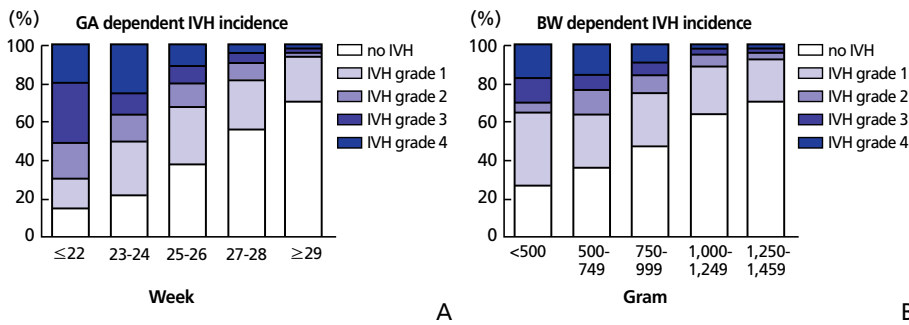 (%)
GA dependent IVH incidence
100
80
60
40
20
0
≤22
23-24
25-26
27-28
≥29
Week
no IVH
IVH grade 1
IVH grade 2
IVH grade 3
IVH grade 4
A
(%)
BW dependent IVH incidence
100
80
60
40
20
0
<500
500-
749
750-
999
1,000-
1,249
1,250-
1,459
Gram
no IVH
IVH grade 1
IVH grade 2
IVH grade 3
IVH grade 4